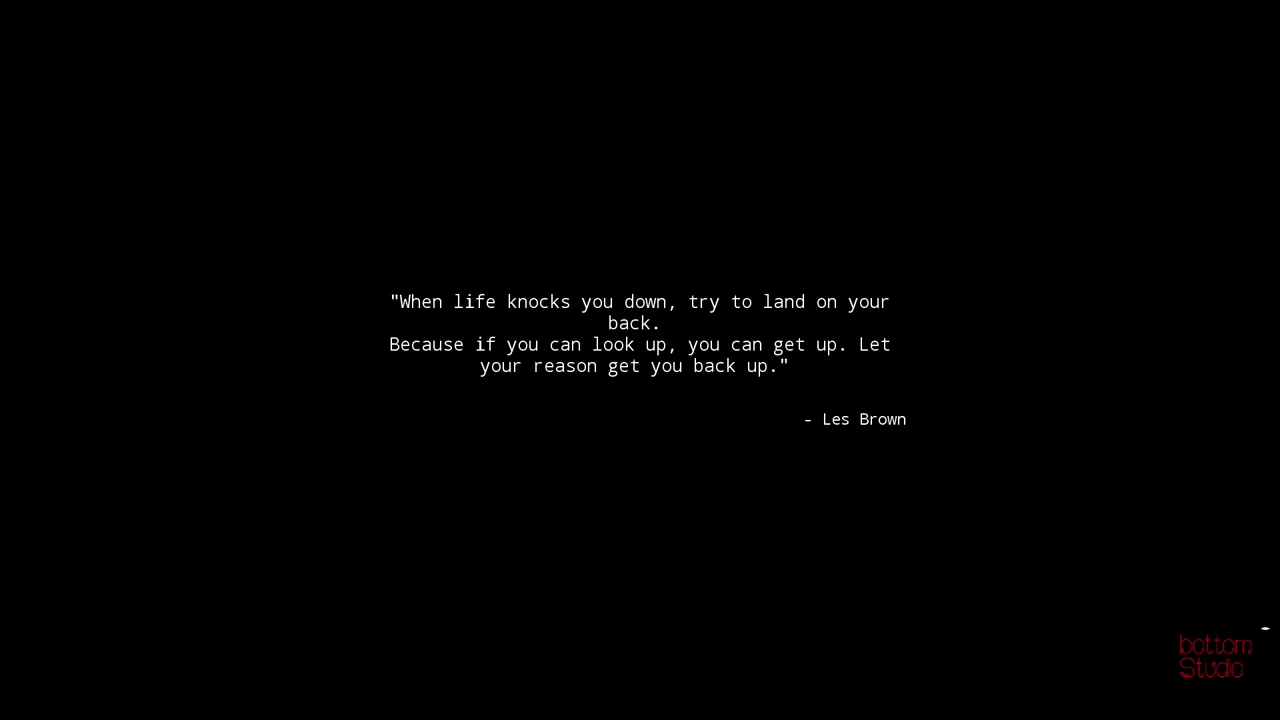 "When life knocks you down, try to land on your
back.
Because if you can look up, you can get up. Let
your reason get you back up."
- Les Brown
bottom
Studio